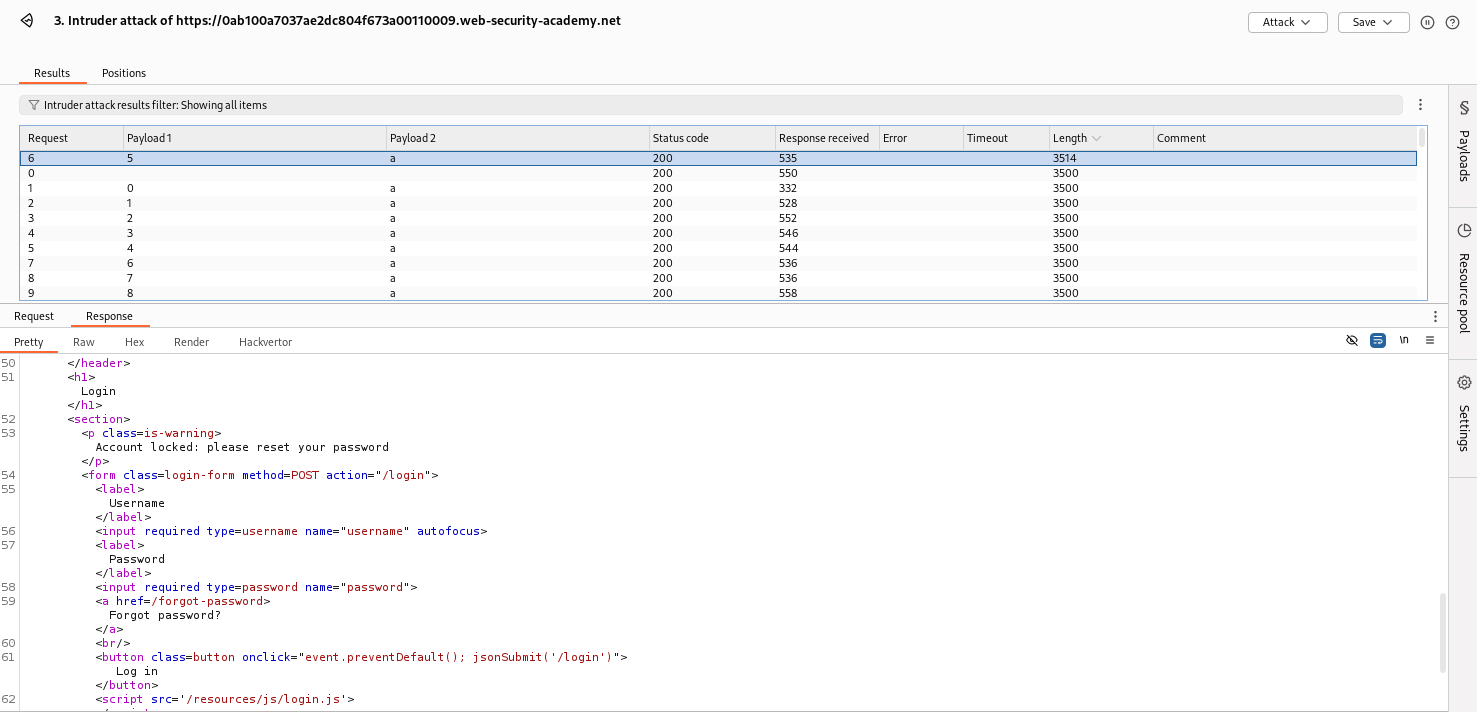 3. Intruder attack of https://0ab100a7037ae2dc804f673a00110009.web-security-academy.net
Attack
Save
Results Positions
Intruder attack results filter: Showing all items
Request Payload 1 Payload 2 Status code Response received Error Timeout Length Comment
6 5 a 200 535 3514
0 200 550 3500
1 0 a 200 332 3500
2 1 a 200 528 3500
3 2 a 200 552 3500
4 3 a 200 546 3500
5 4 a 200 544 3500
7 6 a 200 536 3500
8 7 a 200 536 3500
9 8 a 200 558 3500
Payloads
Resource pool
Settings
Request Response
Pretty Raw Hex Render Hackvertor
\n
50 </header>
51 <h1>
Login
</h1>
52 <section>
53 <p class=is-warning>
Account locked: please reset your password
</p>
54 <form class=login-form method=POST action="/login">
55 <label>
Username
</label>
56 <input required type=username name="username" autofocus>
57 <label>
Password
</label>
58 <input required type=password name="password">
59 <a href=/forgot-password>
Forgot password?
</a>
60 <br/>
61 <button class=button onclick="event.preventDefault(); jsonSubmit('/login')">
Log in
</button>
62 <script src='/resources/js/login.js'>